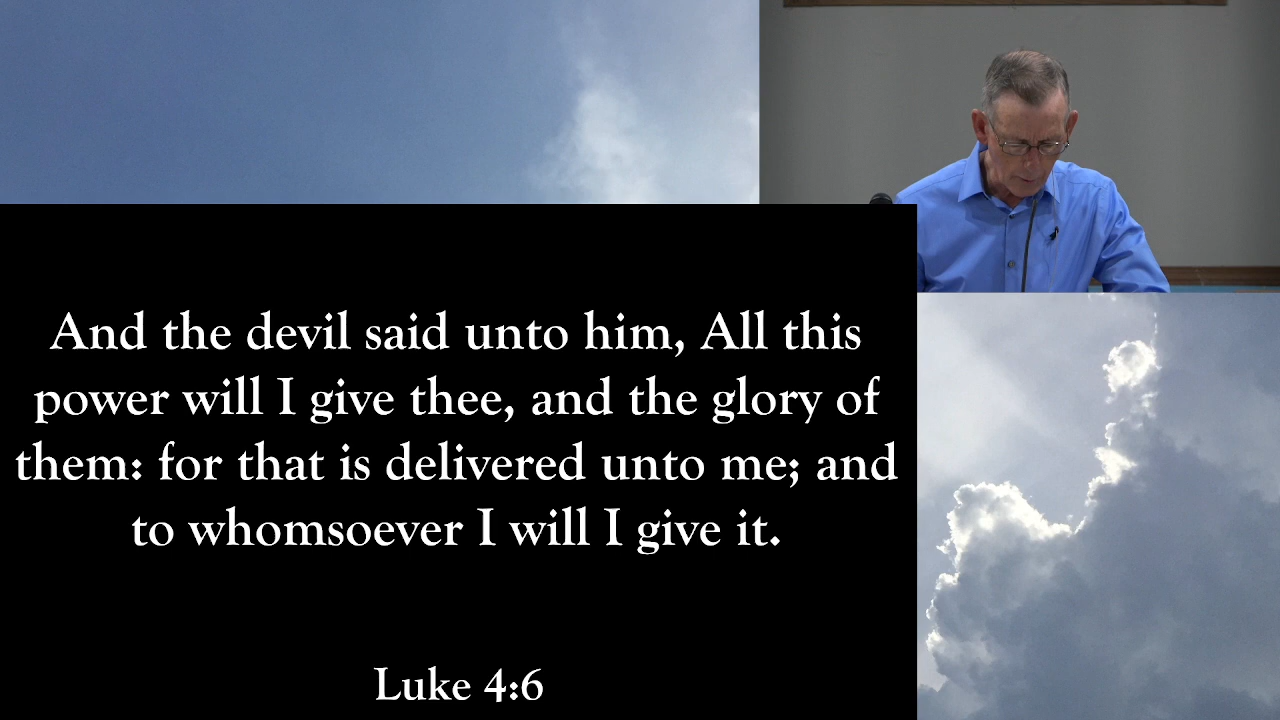 And the devil said unto him, All this
power will I give thee, and the glory of
them: for that is delivered unto me; and
to whomsoever I will I give it.
Luke 4:6